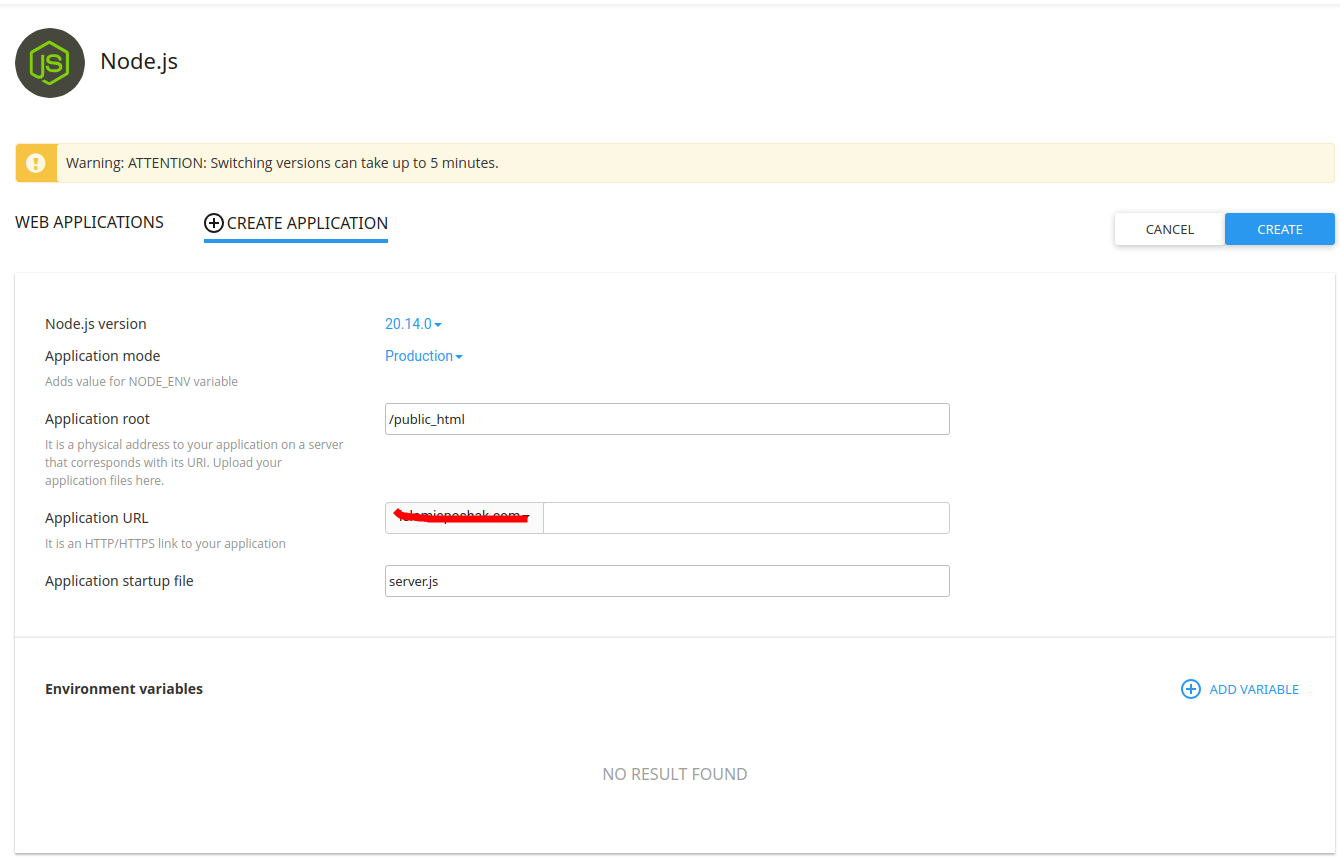 JS
Node.js
Warning: ATTENTION: Switching versions can take up to 5 minutes.
WEB APPLICATIONS
CREATE APPLICATION
CANCEL
CREATE
Node.js version
20.14.0
Application mode
Production
Adds value for NODE_ENV variable
Application root
/public_html
It is a physical address to your application on a server
that corresponds with its URI. Upload your
application files here.
Application URL
It is an HTTP/HTTPS link to your application
Application startup file
server.js
Environment variables
ADD VARIABLE
NO RESULT FOUND